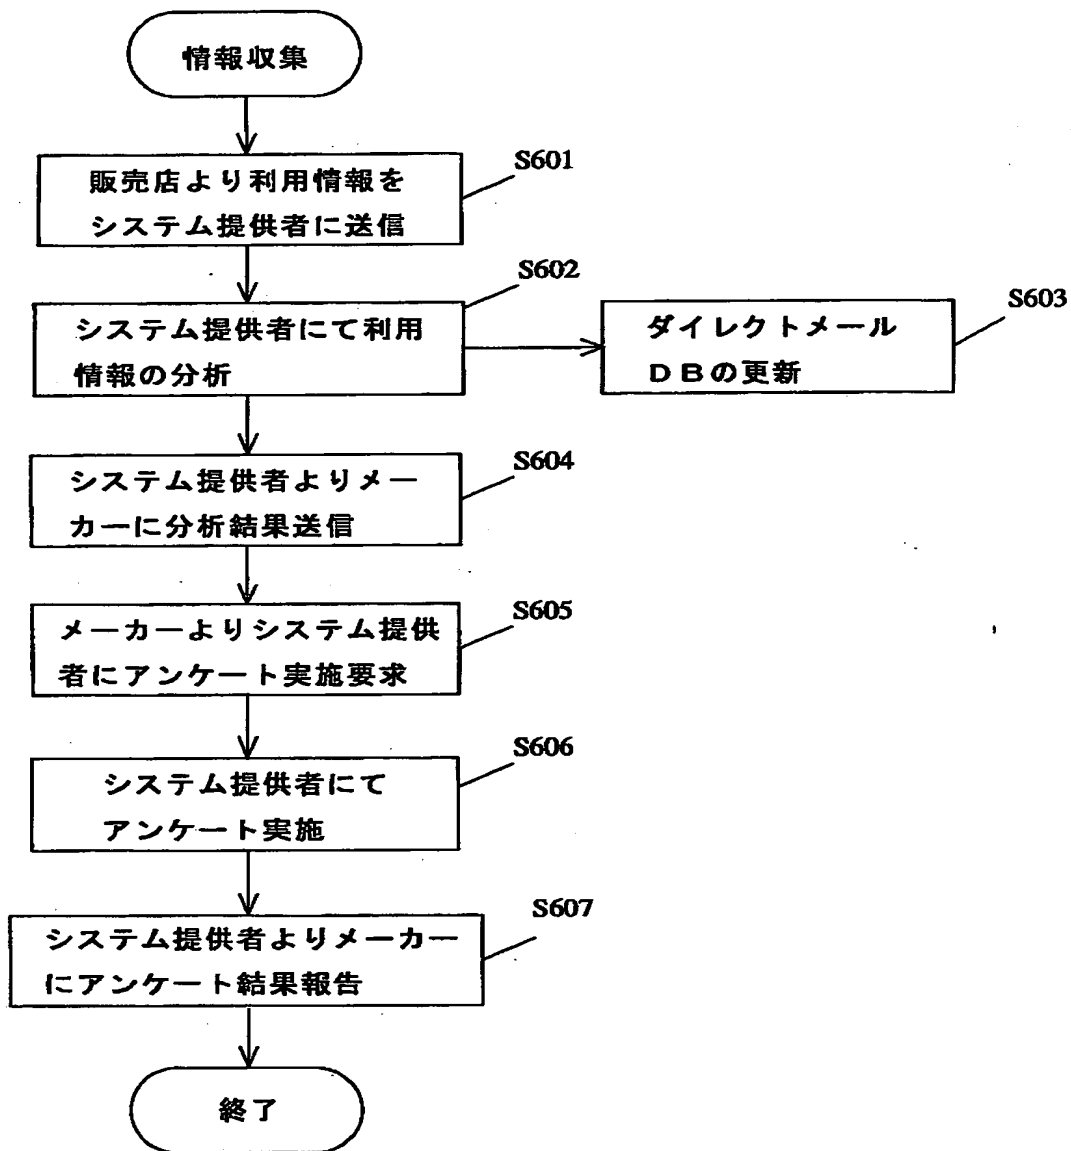 情報収集
S601
販売店より利用情報を
システム提供者に送信
S602
システム提供者にて利用
情報の分析
S603
ダイレクトメール
DBの更新
S604
システム提供者よりメー
カーに分析結果送信
S605
メーカーよりシステム提供
者にアンケート実施要求
S606
システム提供者にて
アンケート実施
S607
システム提供者よりメーカー
にアンケート結果報告
終了